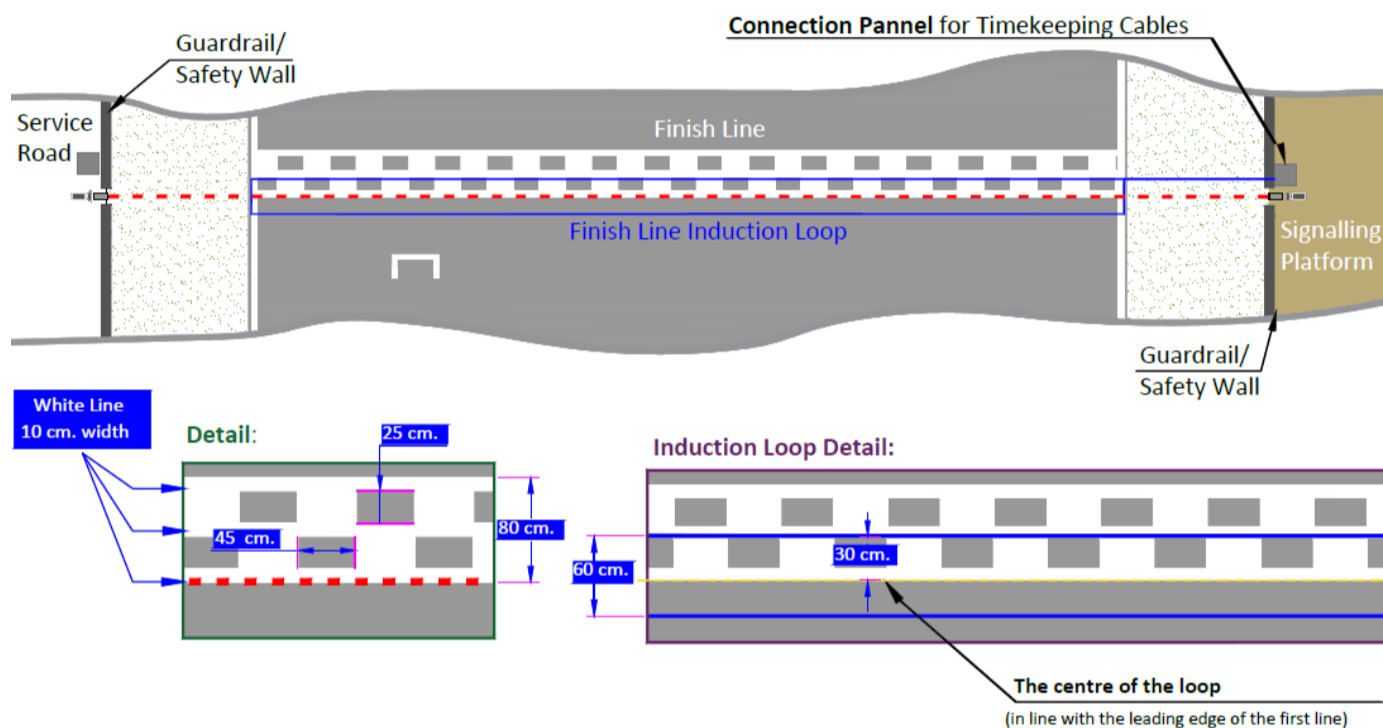 Connection Pannel for Timekeeping Cables
Guardrail/
Safety Wall
Service
Road
Finish Line
Finish Line Induction Loop
Signalling
Platform
Guardrail/
Safety Wall
White Line
10 cm. width
Detail:
25 cm.
45 cm.
80 cm.
Induction Loop Detail:
30 cm.
60 cm.
The centre of the loop
(in line with the leading edge of the first line)